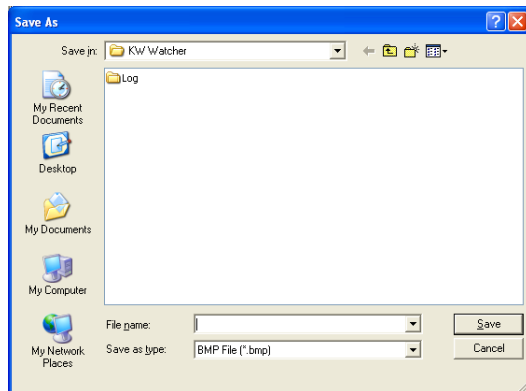 Save As
Save in:
KW Watcher
Log
My Recent
Documents
Desktop
My Documents
My Computer
My Network
Places
File name:
Save
Save as type:
BMP File (*.bmp)
Cancel